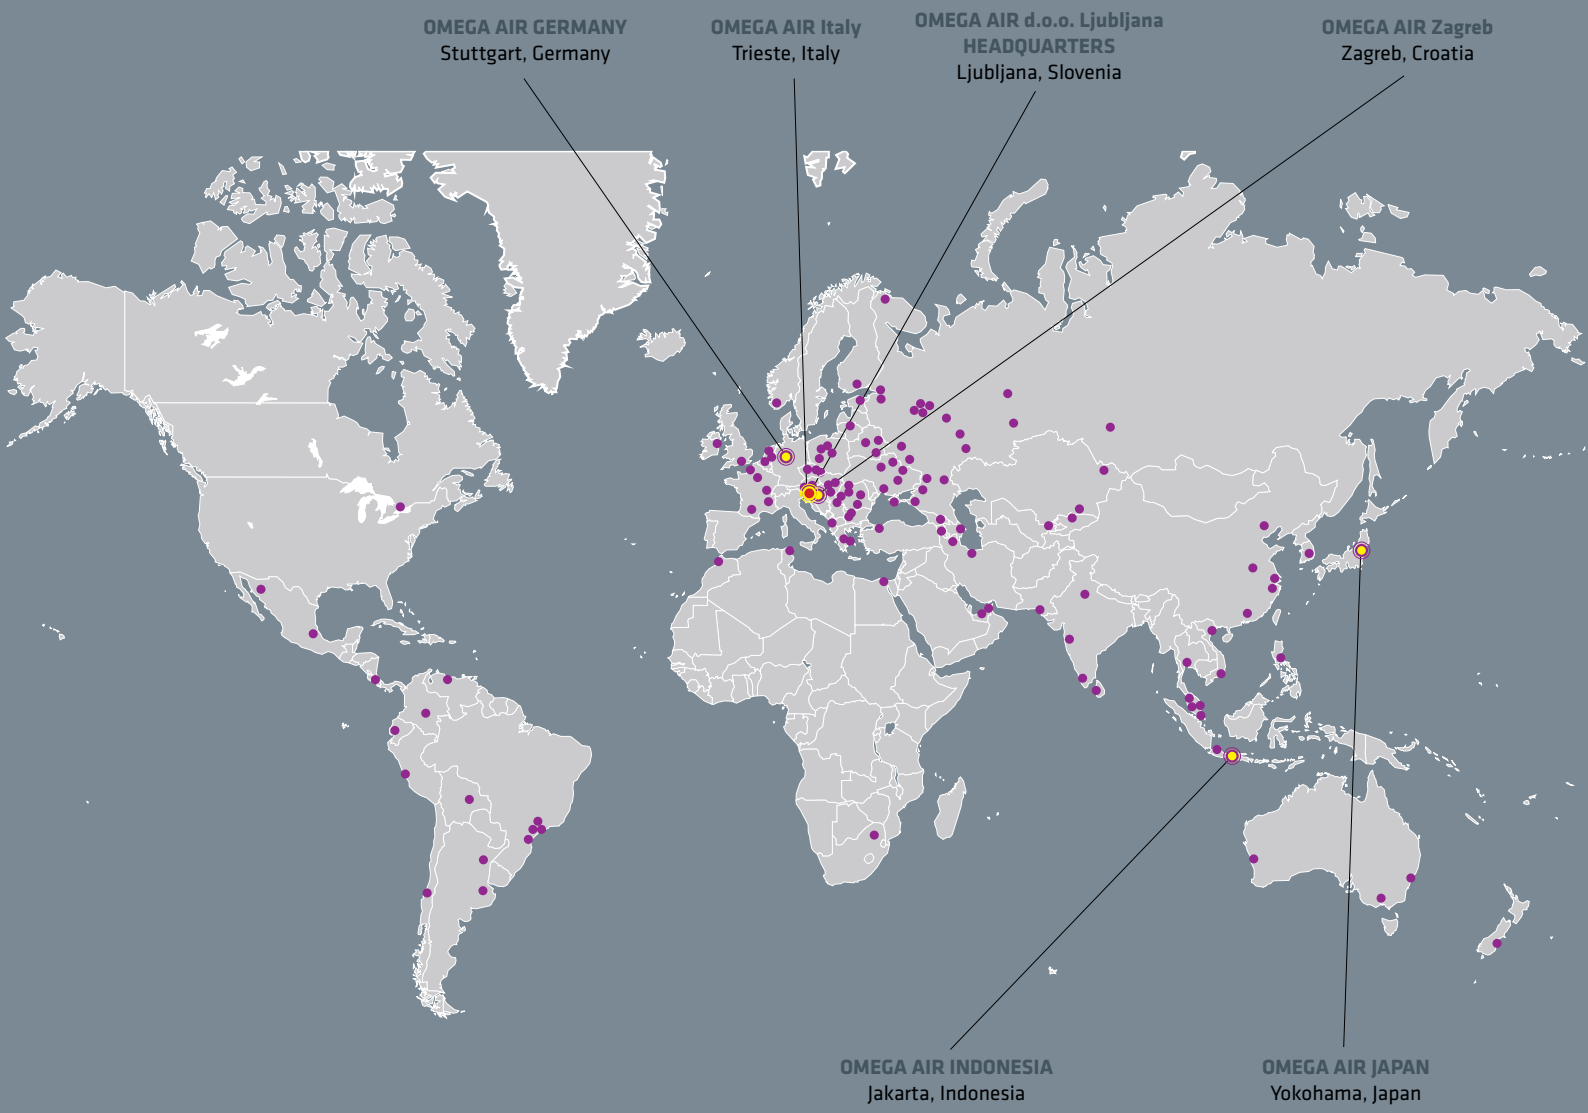 OMEGA AIR GERMANY
Stuttgart, Germany
OMEGA AIR Italy
Trieste, Italy
OMEGA AIR d.o.o. Ljubljana
HEADQUARTERS
Ljubljana, Slovenia
OMEGA AIR Zagreb
Zagreb, Croatia
OMEGA AIR INDONESIA
Jakarta, Indonesia
OMEGA AIR JAPAN
Yokohama, Japan